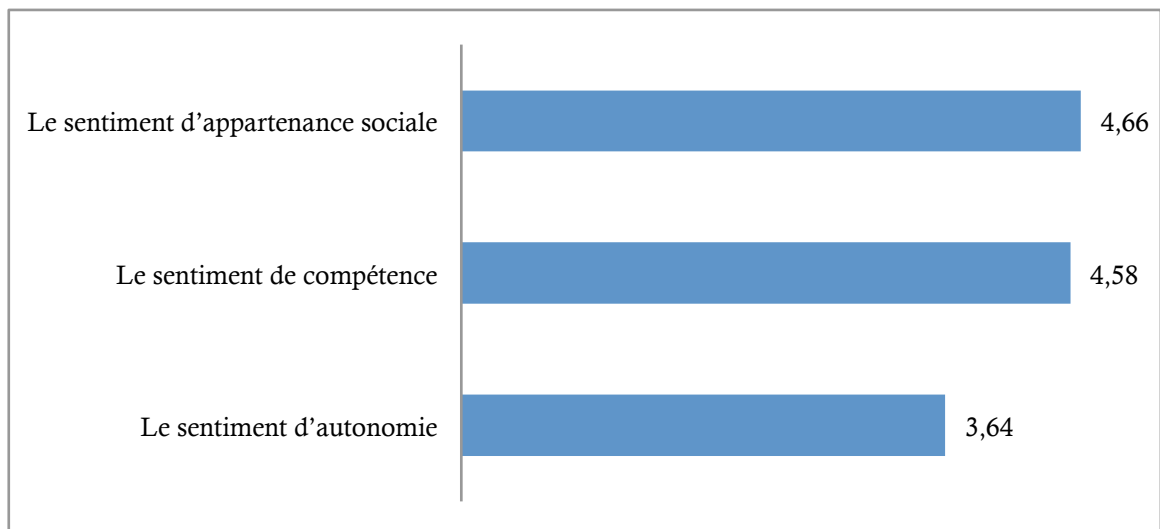 Le sentiment d’appartenance sociale 4,66
Le sentiment de compétence 4,58
Le sentiment d’autonomie 3,64